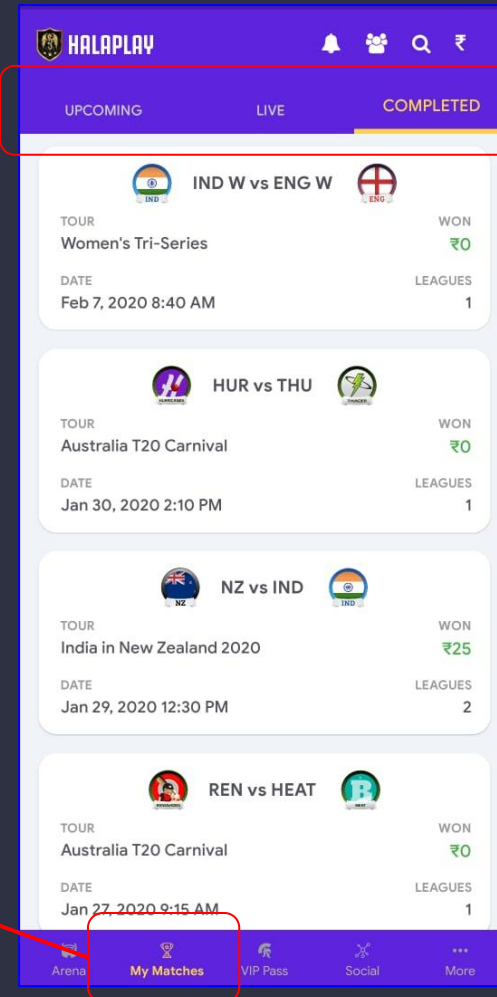 HALAPLAY
₹
UPCOMING LIVE COMPLETED
IND W vs ENG W
IND ENG
TOUR WON
Women's Tri-Series ₹0
DATE LEAGUES
Feb 7, 2020 8:40 AM 1
HUR vs THU
HURRICANES THUNDER
TOUR WON
Australia T20 Carnival ₹0
DATE LEAGUES
Jan 30, 2020 2:10 PM 1
NZ vs IND
NZ IND
TOUR WON
India in New Zealand 2020 ₹25
DATE LEAGUES
Jan 29, 2020 12:30 PM 2
REN vs HEAT
HEAT
TOUR WON
Australia T20 Carnival ₹0
DATE LEAGUES
Jan 27, 2020 9:15 AM 1
Arena My Matches VIP Pass Social More